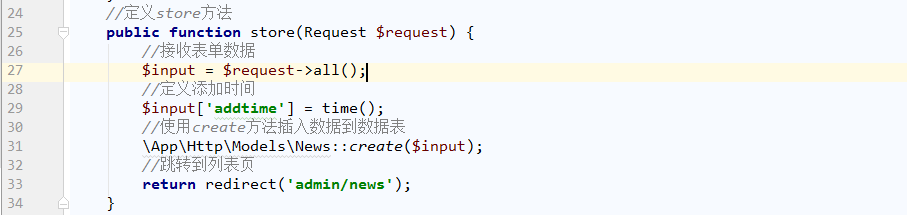 24 //定义store方法
25 public function store(Request $request) {
26 //接收表单数据
27 $input = $request->all();
28 //定义添加时间
29 $input['addtime'] = time();
30 //使用create方法插入数据到数据表
31 \App\Http\Models\News::create($input);
32 //跳转到列表页
33 return redirect('admin/news');
34 }